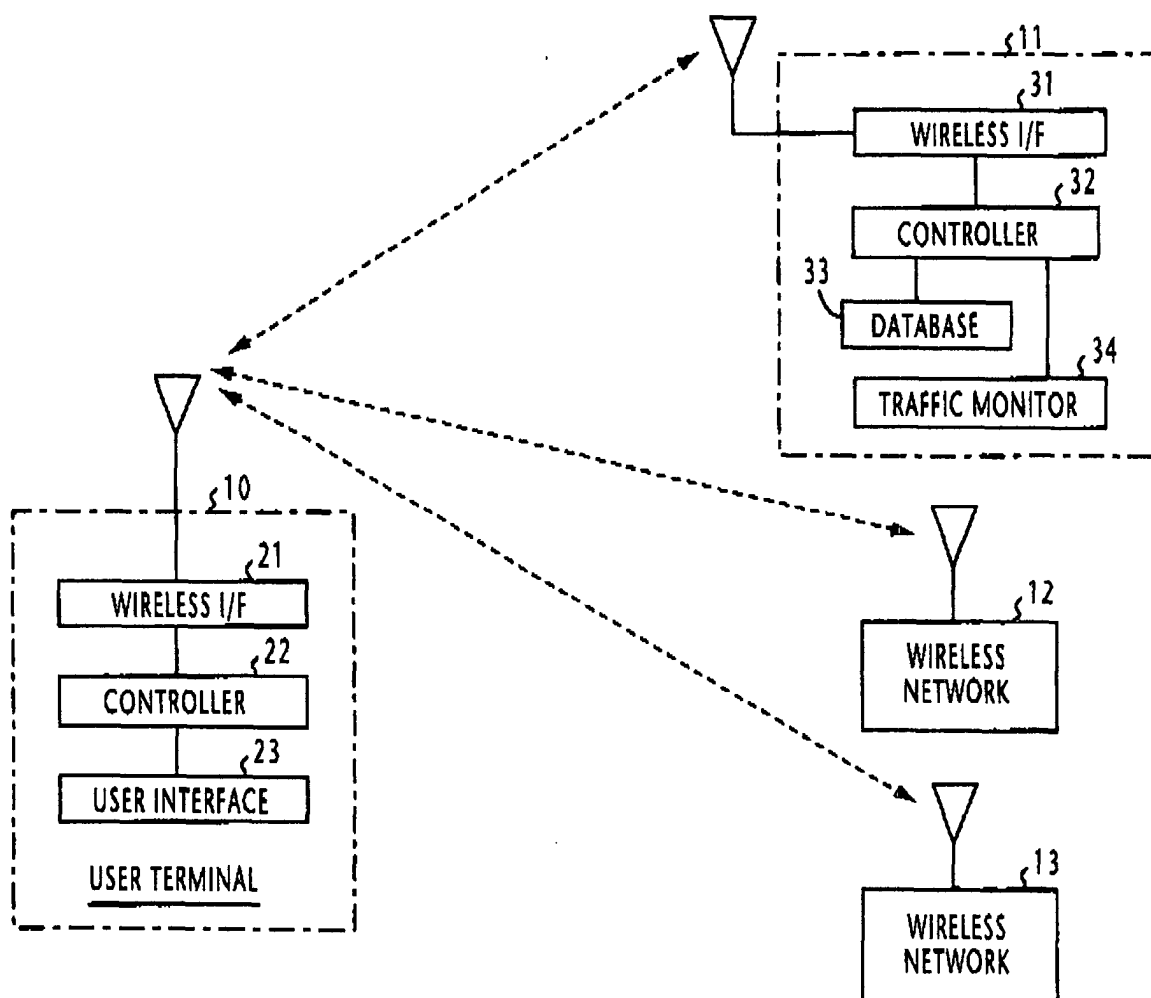 11
31
WIRELESS I/F
32
CONTROLLER
33
DATABASE
34
TRAFFIC MONITOR
10
21
WIRELESS I/F
22
CONTROLLER
23
USER INTERFACE
USER TERMINAL
12
WIRELESS
NETWORK
13
WIRELESS
NETWORK